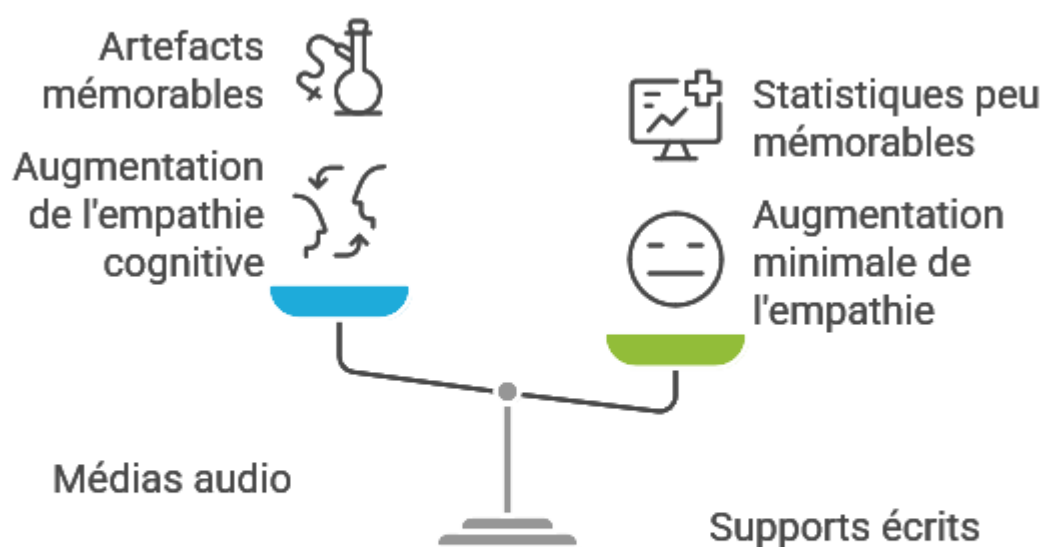 Artefacts
mémorables
Augmentation
de l'empathie
cognitive
Statistiques peu
mémorables
Augmentation
minimale de
l'empathie
Médias audio
Supports écrits